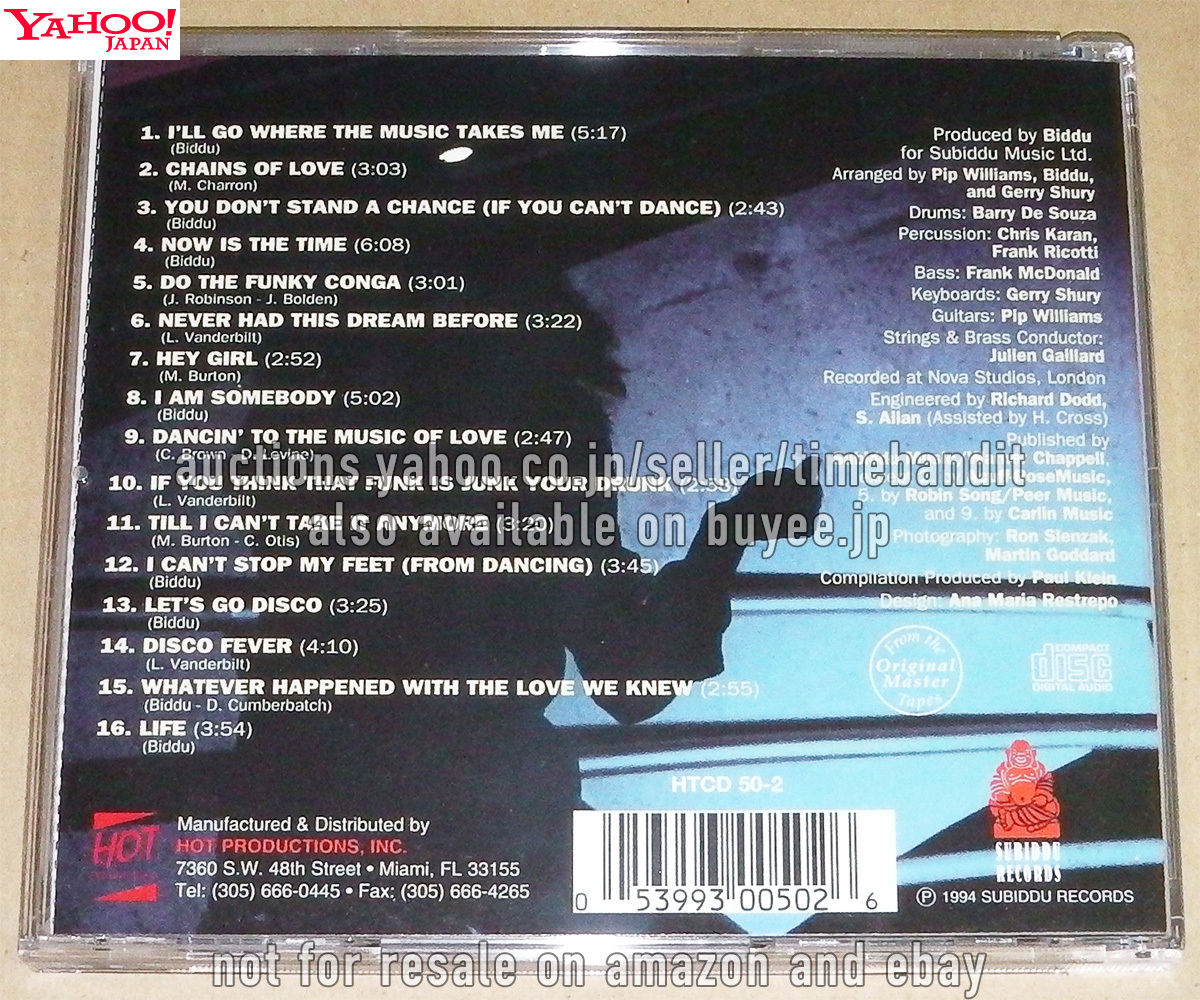 YAHOO!
JAPAN
1. I'LL GO WHERE THE MUSIC TAKES ME (5:17)
(Biddu)
2. CHAINS OF LOVE (3:03)
(M. Charron)
3. YOU DON'T STAND A CHANCE (IF YOU CAN'T DANCE) (2:43)
(Biddu)
4. NOW IS THE TIME (6:08)
(Biddu)
5. DO THE FUNKY CONGA (3:01)
(J. Robinson - J. Bolden)
6. NEVER HAD THIS DREAM BEFORE (3:22)
(L. Vanderbilt)
7. HEY GIRL (2:52)
(M. Burton)
8. I AM SOMEBODY (5:02)
(Biddu)
9. DANCIN' TO THE MUSIC OF LOVE (2:47)
(C. Brown - D. Levine)
10. IF YOU THINK THAT FUNK IS JUNK YOUR DRUNK
(L. Vanderbilt)
11. TILL I CAN'T TAKE IS ANYMORE (3:20)
(M. Burton - C. Otis)
12. I CAN'T STOP MY FEET (FROM DANCING) (3:45)
(Biddu)
13. LET'S GO DISCO (3:25)
(Biddu)
14. DISCO FEVER (4:10)
(L. Vanderbilt)
15. WHATEVER HAPPENED WITH THE LOVE WE KNEW (2:55)
(Biddu - D. Cumberbatch)
16. LIFE (3:54)
(Biddu)
Produced by Biddu
for Subiddu Music Ltd.
Arranged by Pip Williams, Biddu,
and Gerry Shury
Drums: Barry De Souza
Percussion: Chris Karan,
Frank Ricotti
Bass: Frank McDonald
Keyboards: Gerry Shury
Guitars: Pip Williams
Strings & Brass Conductor:
Julien Gaillard
Recorded at Nova Studios, London
Engineered by Richard Dodd,
S. Allan (Assisted by H. Cross)
Published by
Chappell,
RoseMusic,
5. by Robin Song/Peer Music,
and 9. by Carlin Music
Photography: Ron Slenzak,
Martin Goddard
Compilation Produced by Paul Klein
Design: Ana Maria Restrepo
From the
Original
Master
Tapes
COMPACT
disc
DIGITAL AUDIO
auctions.yahoo.co.jp/seller/timebandit
also available on buyee.jp
HTCD 50-2
HOT
Manufactured & Distributed by
HOT PRODUCTIONS, INC.
7360 S.W. 48th Street • Miami, FL 33155
Tel: (305) 666-0445 • Fax: (305) 666-4265
0 53993 00502 6
SUBIDDU
RECORDS
℗ 1994 SUBIDDU RECORDS
not for resale on amazon and ebay